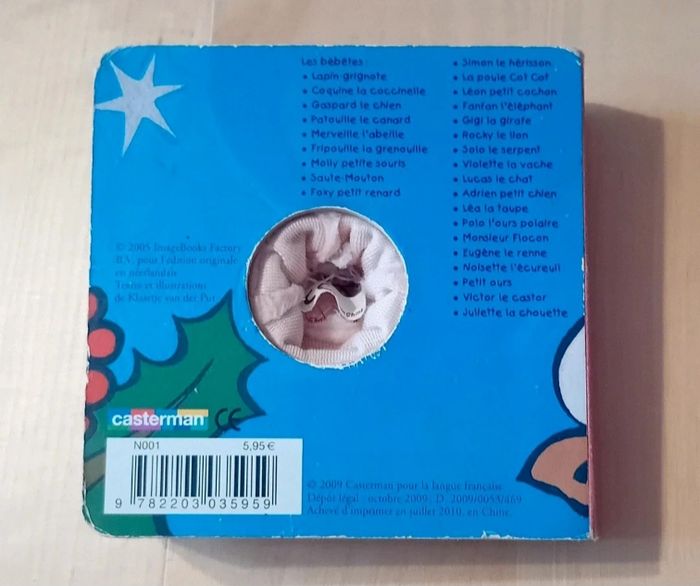 Les bébêtes
• Lapin grignote
• Coquine la coccinelle
• Gaspard le chien
• Patouille le canard
• Merveille l'abeille
• Fripouille la grenouille
• Molly petite souris
• Saute-Mouton
• Foxy petit renard
• Simon le hérisson
• La poule Cot Cot
• Léon petit cochon
• Fanfan l'éléphant
• Gigi la girafe
• Rocky le lion
• Solo le serpent
• Violette la vache
• Lucas le chat
• Adrien petit chien
• Léa la taupe
• Polo l'ours polaire
• Monsieur Flocon
• Eugène le renne
• Noisette l'écureuil
• Petit ours
• Victor le castor
• Juliette la chouette
© 2005 ImageBooks Factory
B.V. pour l'édition originale
en néerlandais
Textes et illustrations
de Klaartje van der Put
casterman CE
N001 5,95 €
9 782203 035959
© 2009 Casterman pour la langue française
Dépôt légal : octobre 2009; D. 2009/0053/469
Achevé d'imprimer en juillet 2010, en Chine.